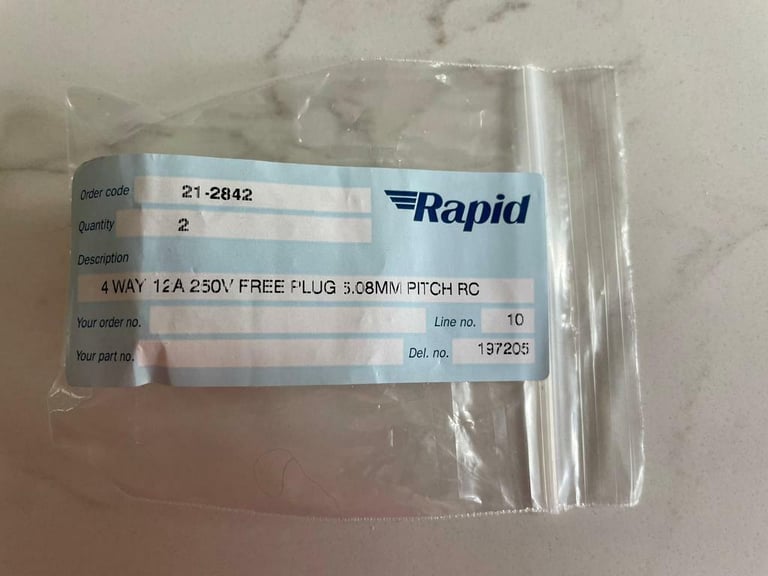 Order code 21-2842
Rapid
Quantity 2
Description
4 WAY 12A 250V FREE PLUG 5.08MM PITCH RC
Your order no. Line no. 10
Your part no. Del. no. 197205